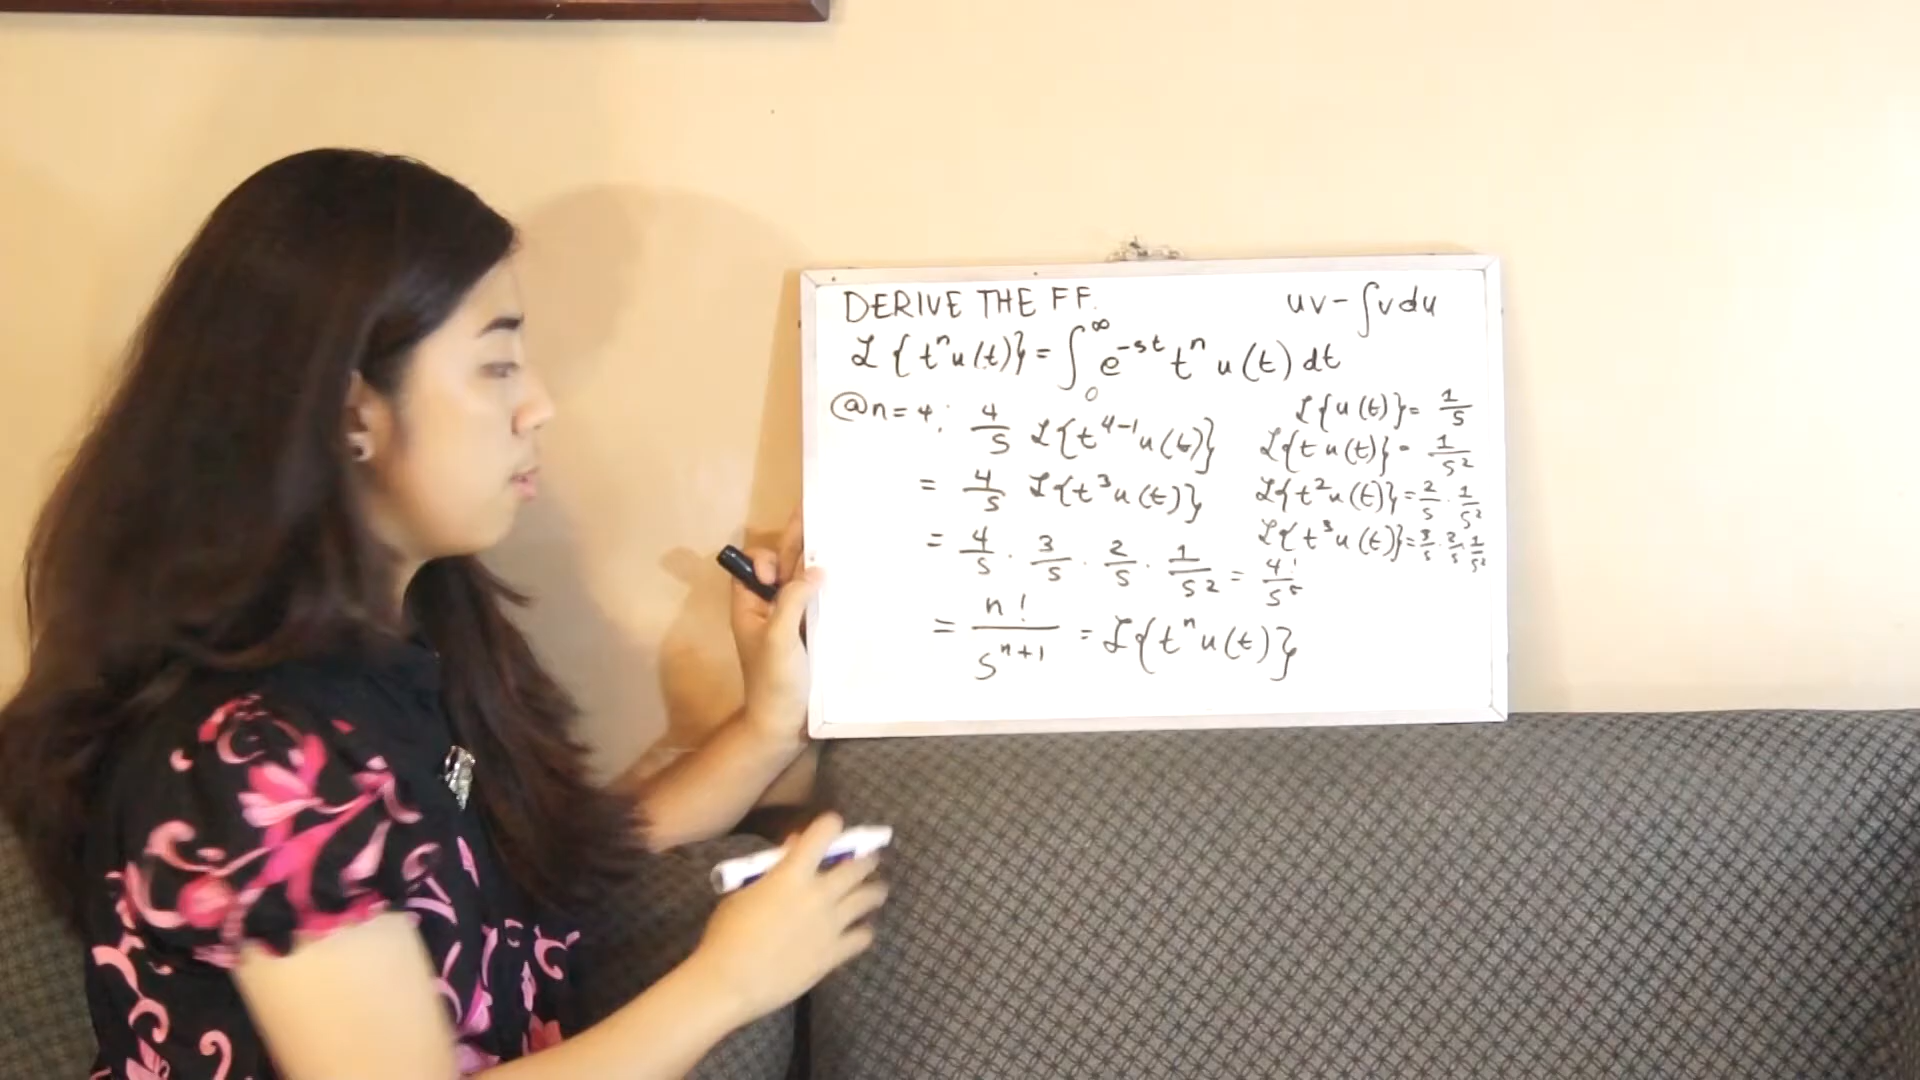 DERIVE THE FF.
uv - ∫v du
ℒ{tⁿu(t)} = ∫₀^∞ e^(-st) tⁿ u(t) dt
@n=4: 4/s ℒ{t^(4-1) u(t)}
= 4/s ℒ{t³u(t)}
= 4/s · 3/s · 2/s · 1/s² = 4!/s⁵
= n!/s^(n+1) = ℒ{tⁿu(t)}
ℒ{u(t)} = 1/s
ℒ{t u(t)} = 1/s²
ℒ{t²u(t)} = 2/s · 1/s²
ℒ{t³u(t)} = 3/s · 2/s · 1/s²